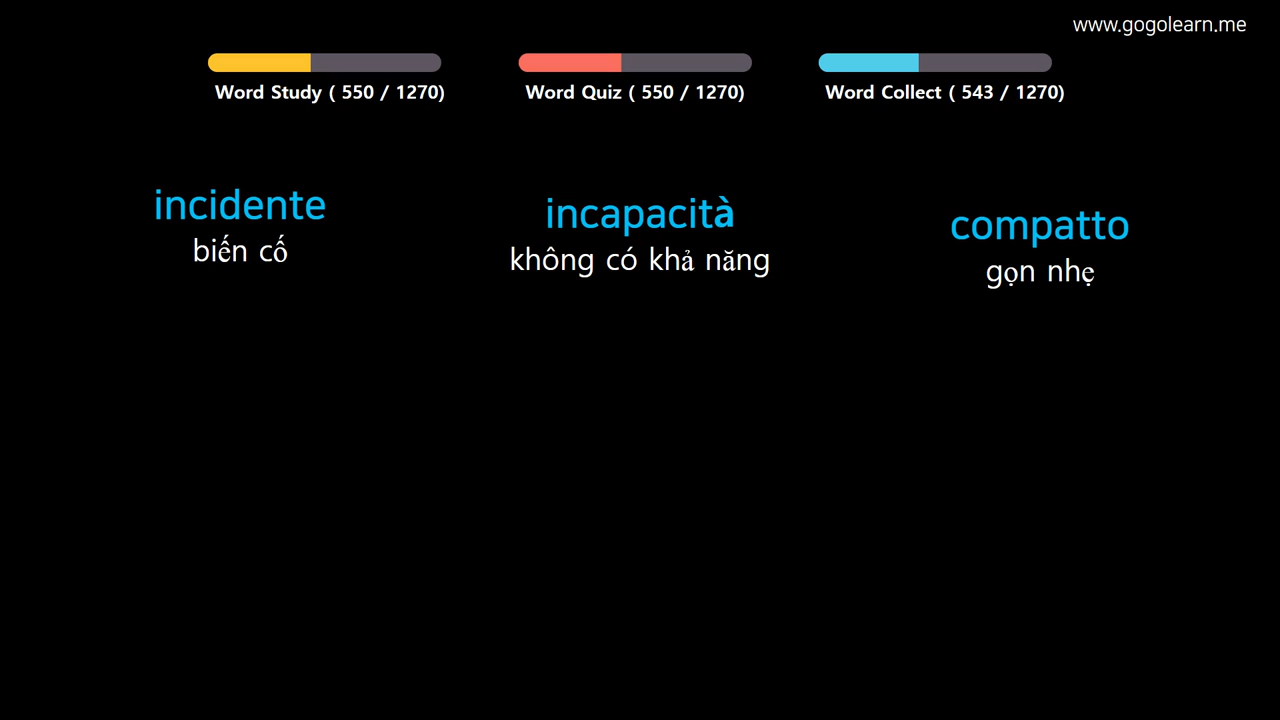 www.gogolearn.me
Word Study ( 550 / 1270)
Word Quiz ( 550 / 1270)
Word Collect ( 543 / 1270)
incidente
biến cố
incapacità
không có khả năng
compatto
gọn nhẹ